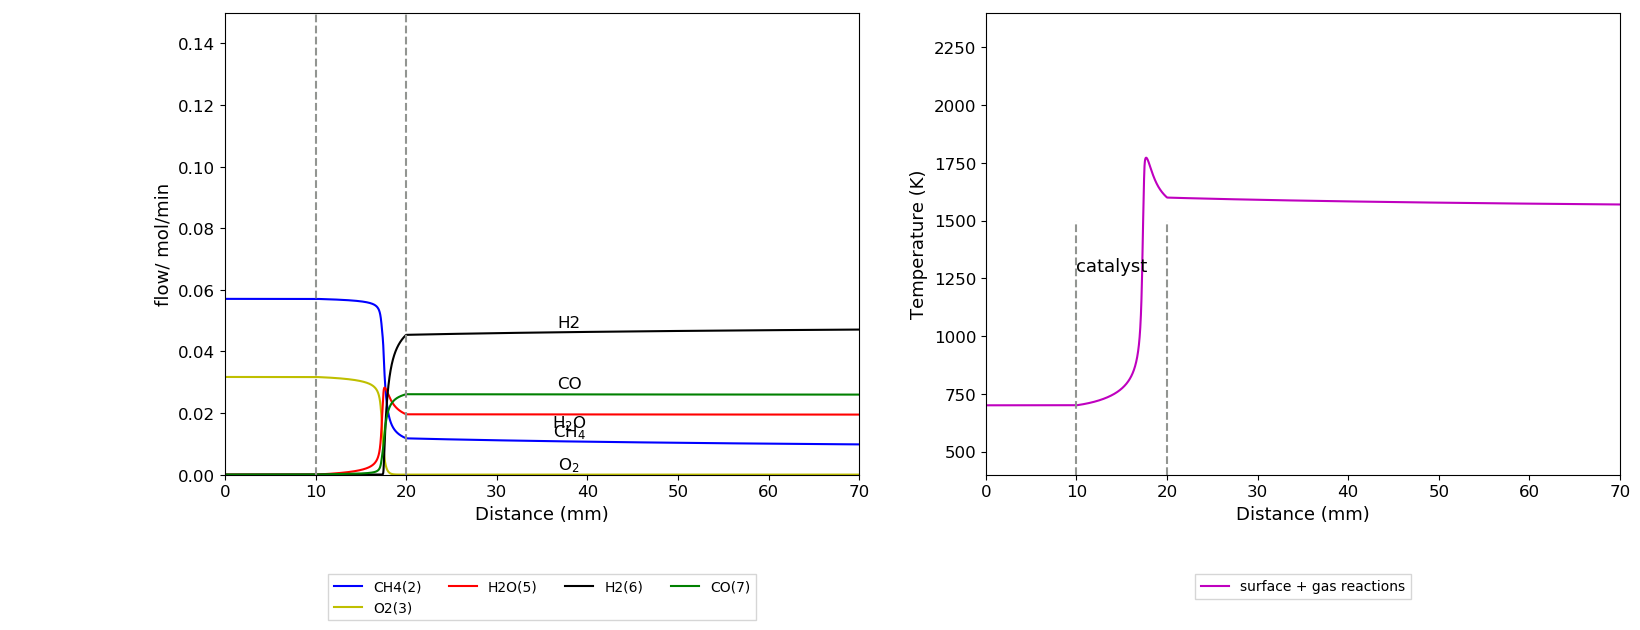 0.14
0.12
0.10
0.08
0.06
0.04
0.02
0.00
flow/ mol/min
0 10 20 30 40 50 60 70
Distance (mm)
H2
CO
H₂O
CH₄
O₂
CH4(2) H2O(5) H2(6) CO(7)
O2(3)
2250
2000
1750
1500
1250
1000
750
500
Temperature (K)
catalyst
0 10 20 30 40 50 60 70
Distance (mm)
surface + gas reactions